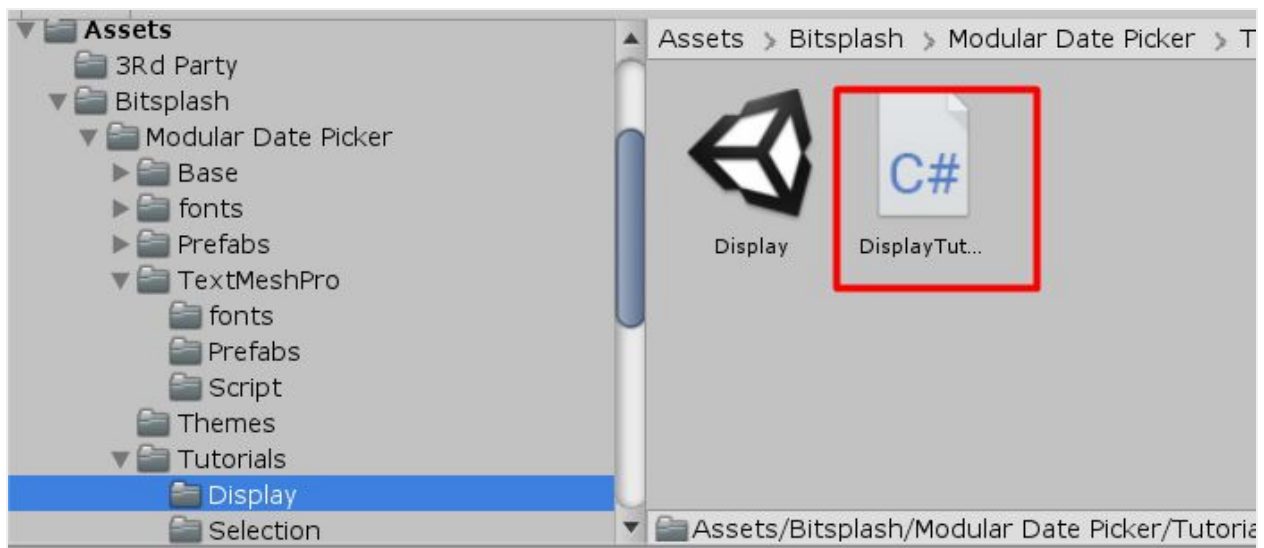 Assets
3Rd Party
Bitsplash
Modular Date Picker
Base
fonts
Prefabs
TextMeshPro
fonts
Prefabs
Script
Themes
Tutorials
Display
Selection
Assets > Bitsplash > Modular Date Picker > T
C#
Display
DisplayTut...
Assets/Bitsplash/Modular Date Picker/Tutoria